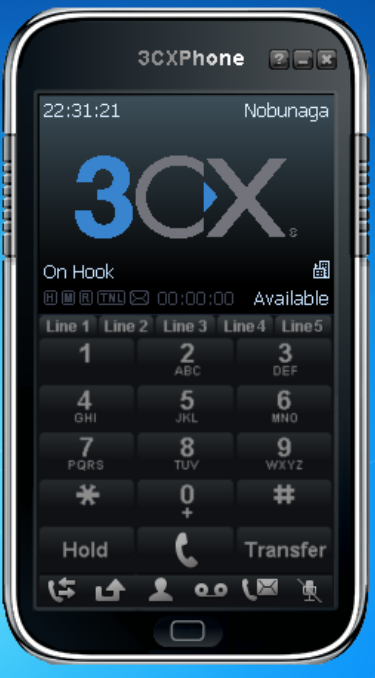 3CXPhone ? - ×
22:31:21 Nobunaga
3CX®
On Hook
H M R TNL 00:00:00 Available
Line 1 Line 2 Line 3 Line 4 Line5
1 2 3
ABC DEF
4 5 6
GHI JKL MNO
7 8 9
PQRS TUV WXYZ
* 0 #
+
Hold Transfer